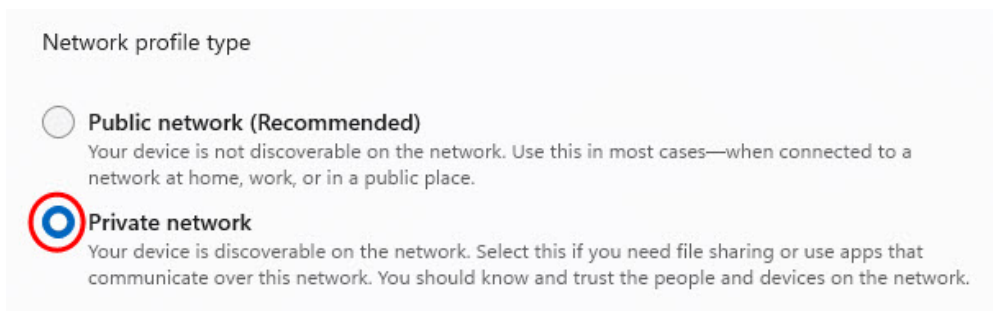 Network profile type
Public network (Recommended)
Your device is not discoverable on the network. Use this in most cases—when connected to a
network at home, work, or in a public place.
Private network
Your device is discoverable on the network. Select this if you need file sharing or use apps that
communicate over this network. You should know and trust the people and devices on the network.